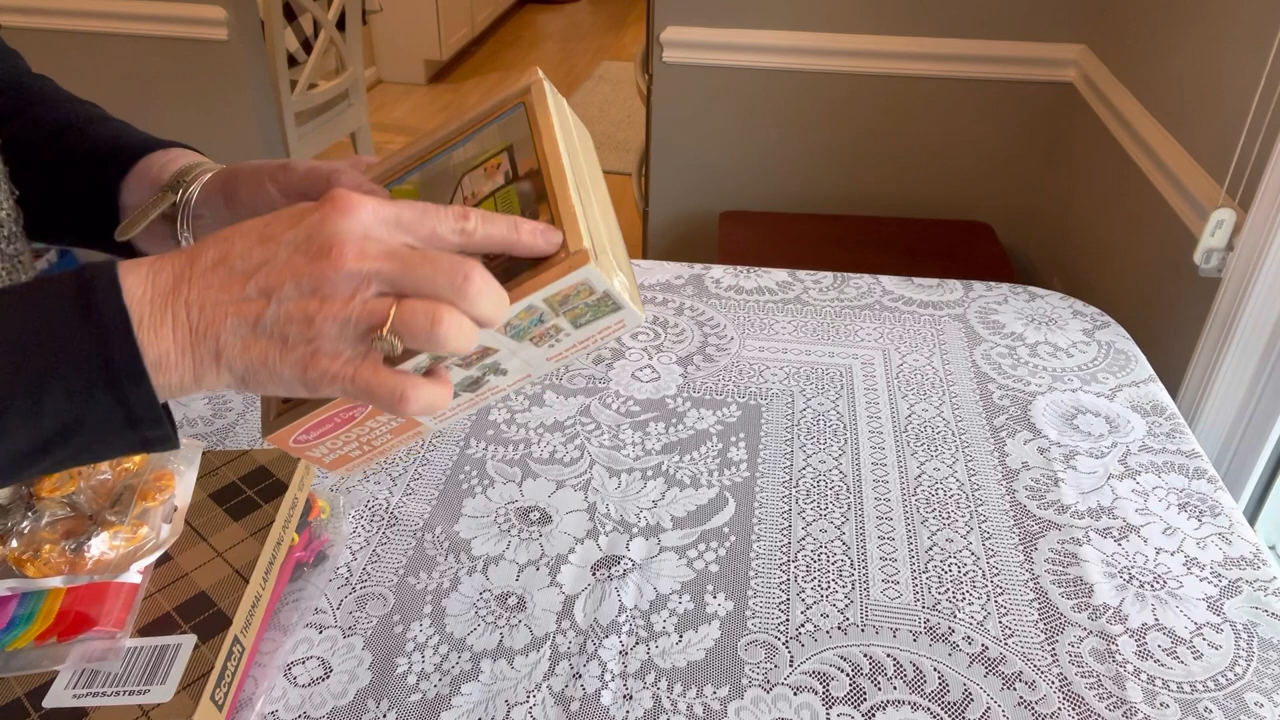 Melissa & Doug
WOODEN
JIGSAW PUZZLES
IN A BOX
Scotch THERMAL LAMINATING POUCHES
spPBSJSTBSP